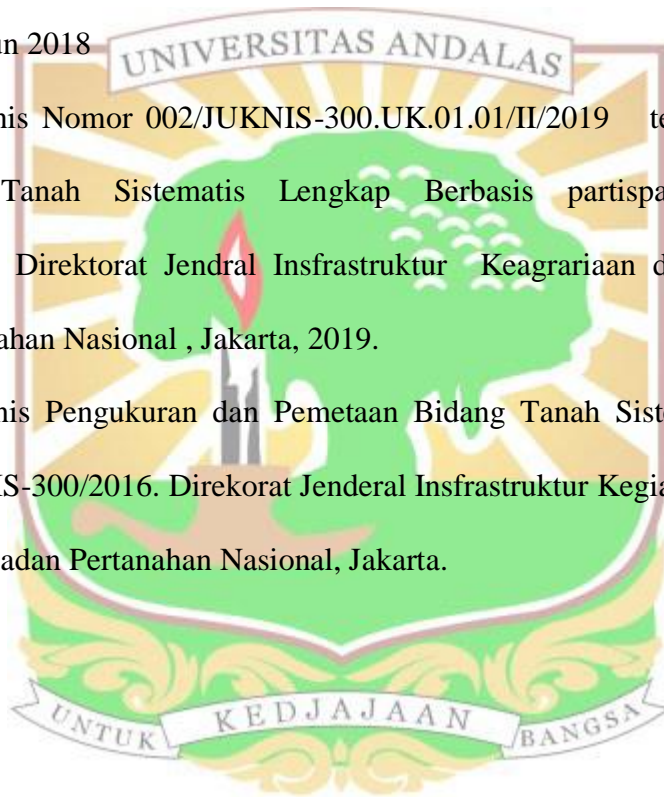 un 2018
UNIVERSITAS ANDALAS
nis Nomor 002/JUKNIS-300.UK.01.01/II/2019 te
Tanah Sistematis Lengkap Berbasis partispa
Direktorat Jendral Insfrastruktur Keagrariaan d
ahan Nasional , Jakarta, 2019.
nis Pengukuran dan Pemetaan Bidang Tanah Siste
IS-300/2016. Direkorat Jenderal Insfrastruktur Kegia
adan Pertanahan Nasional, Jakarta.
UNTUK KEDJAJAAN BANGSA